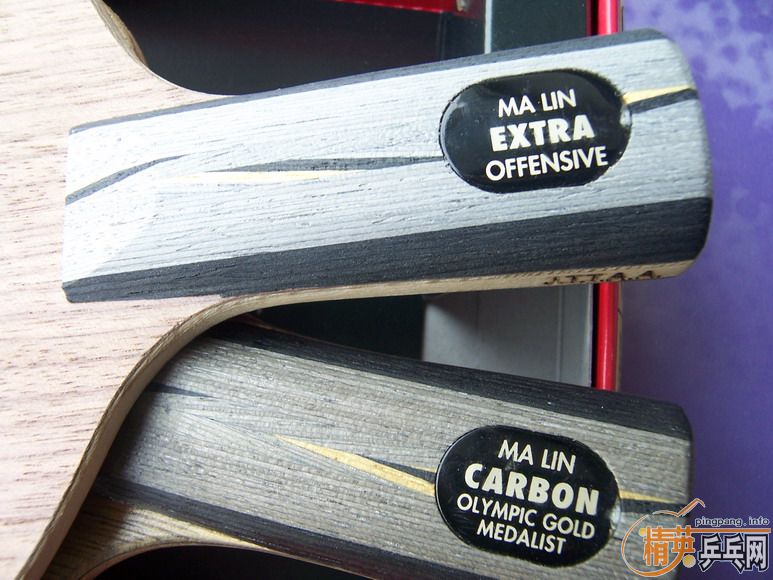 MA LIN
EXTRA
OFFENSIVE
J.T.T.A.A.
MA LIN
CARBON
OLYMPIC GOLD
MEDALIST
pingpang.info
精英乒乓网